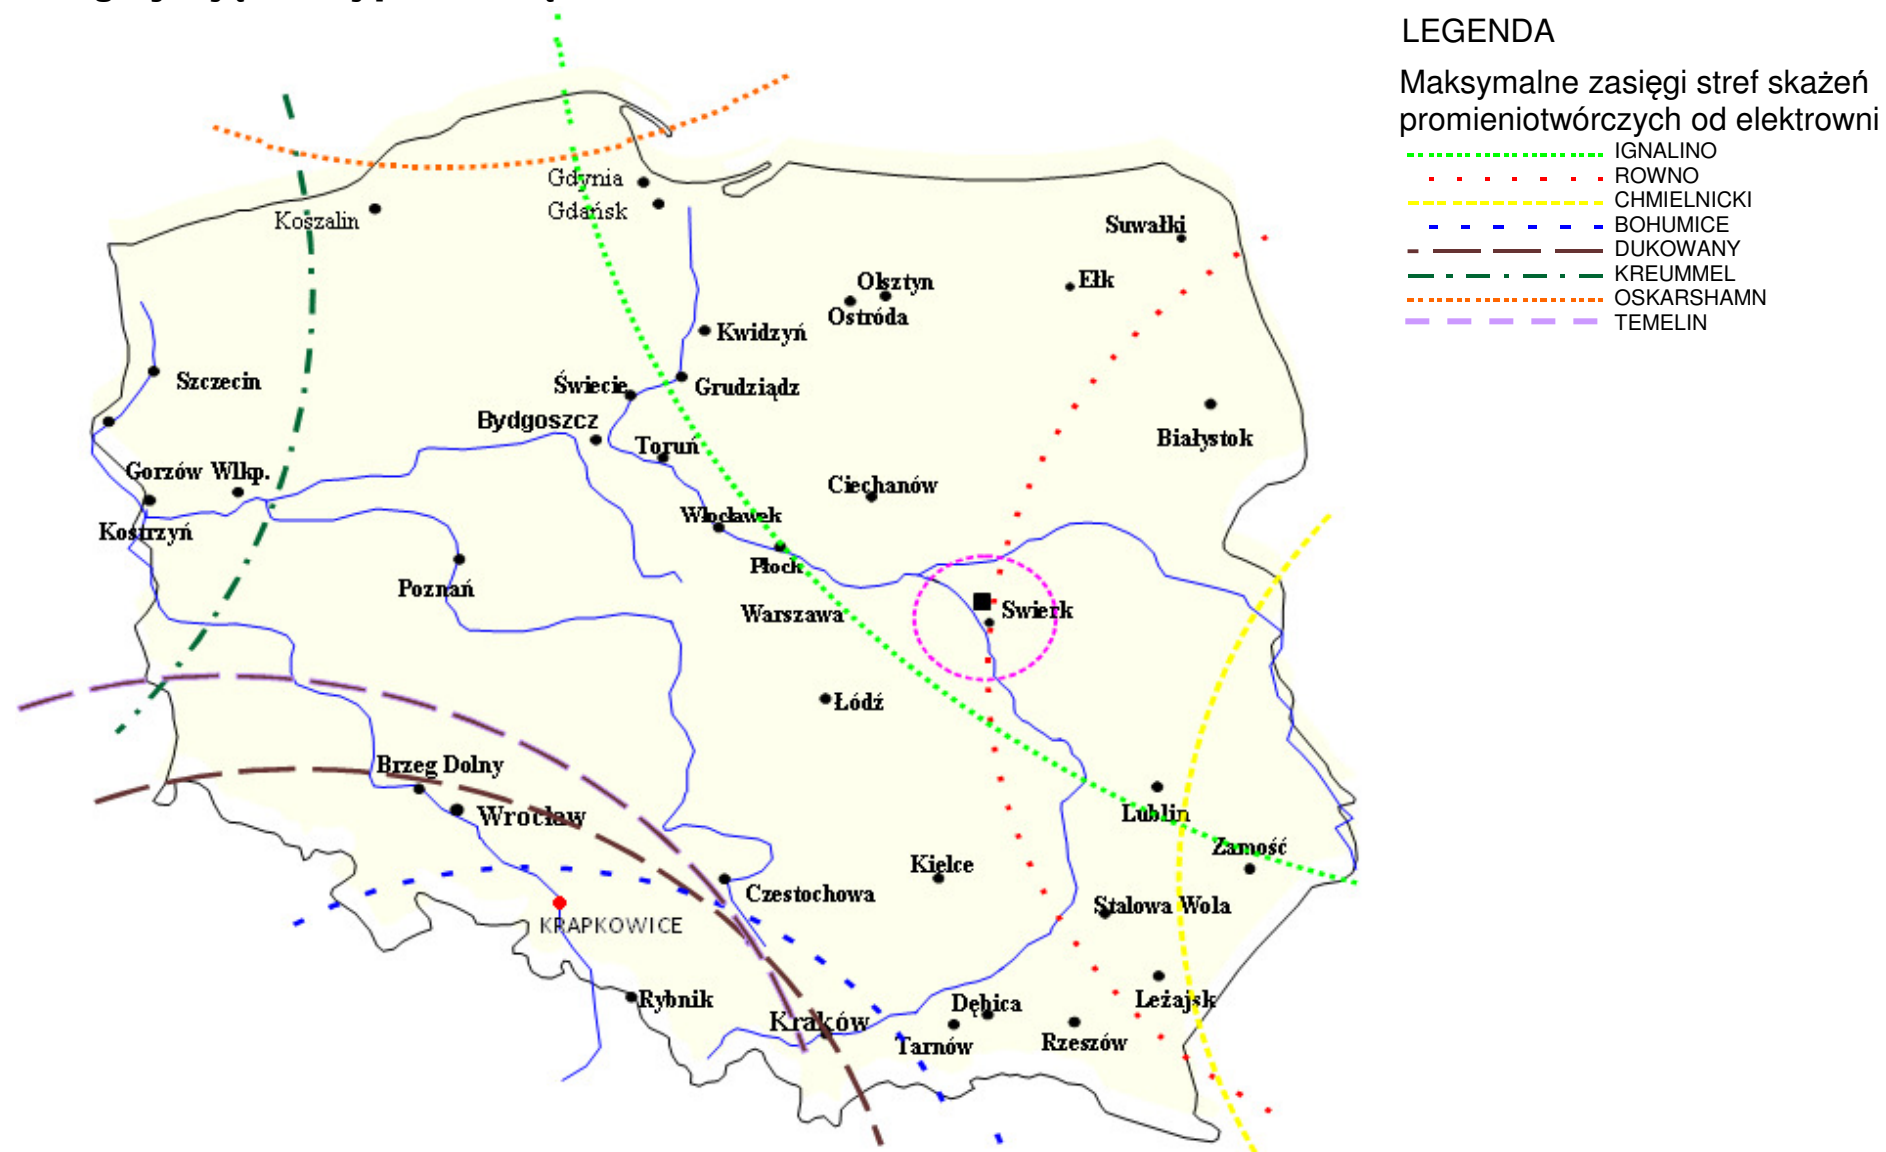 LEGENDA
Maksymalne zasięgi stref skażeń
promieniotwórczych od elektrowni
IGNALINO
ROWNO
CHMIELNICKI
BOHUMICE
DUKOWANY
KREUMMEL
OSKARSHAMN
TEMELIN
Gdynia
Gdańsk
Koszalin
Suwałki
Olsztyn
Ełk
Ostróda
Kwidzyń
Szczecin
Świecie
Grudziądz
Bydgoszcz
Toruń
Białystok
Gorzów Wlkp.
Ciechanów
Włocławek
Kostrzyń
Płock
Poznań
Warszawa
Swierk
Łódź
Brzeg Dolny
Wrocław
Lublin
Zamość
Kielce
Czestochowa
Stalowa Wola
KRAPKOWICE
Rybnik
Dębica
Leżajsk
Kraków
Tarnów
Rzeszów